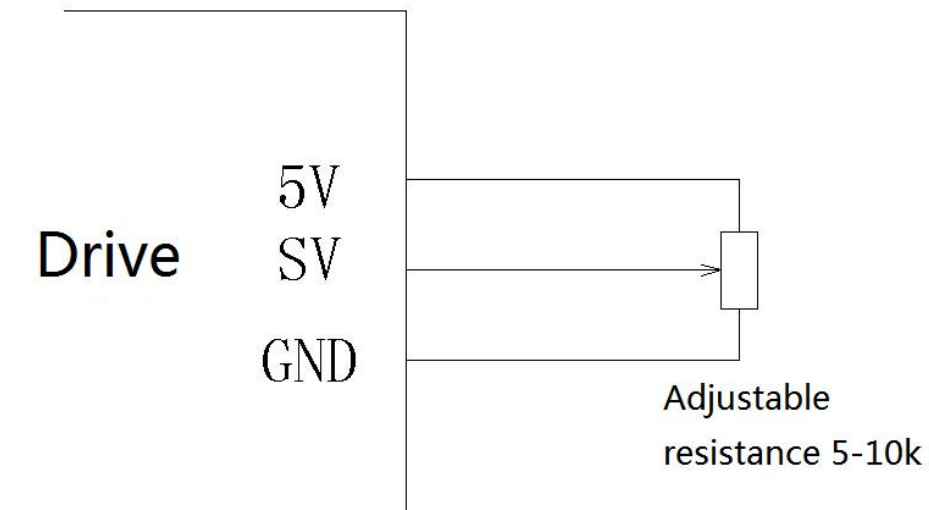 5V
Drive
SV
GND
Adjustable
resistance 5-10k